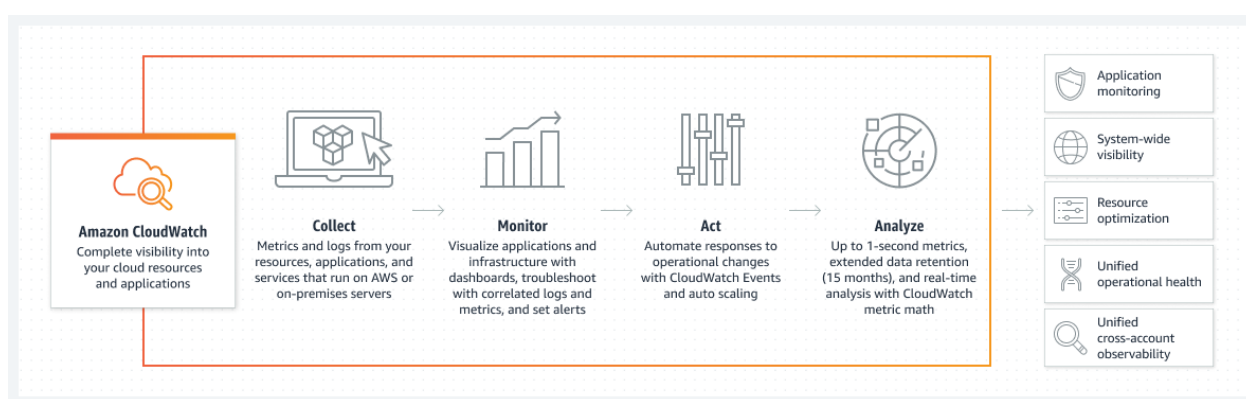 Amazon CloudWatch
Complete visibility into
your cloud resources
and applications
Collect
Metrics and logs from your
resources, applications, and
services that run on AWS or
on-premises servers
Monitor
Visualize applications and
infrastructure with
dashboards, troubleshoot
with correlated logs and
metrics, and set alerts
Act
Automate responses to
operational changes
with CloudWatch Events
and auto scaling
Analyze
Up to 1-second metrics,
extended data retention
(15 months), and real-time
analysis with CloudWatch
metric math
Application
monitoring
System-wide
visibility
Resource
optimization
Unified
operational health
Unified
cross-account
observability